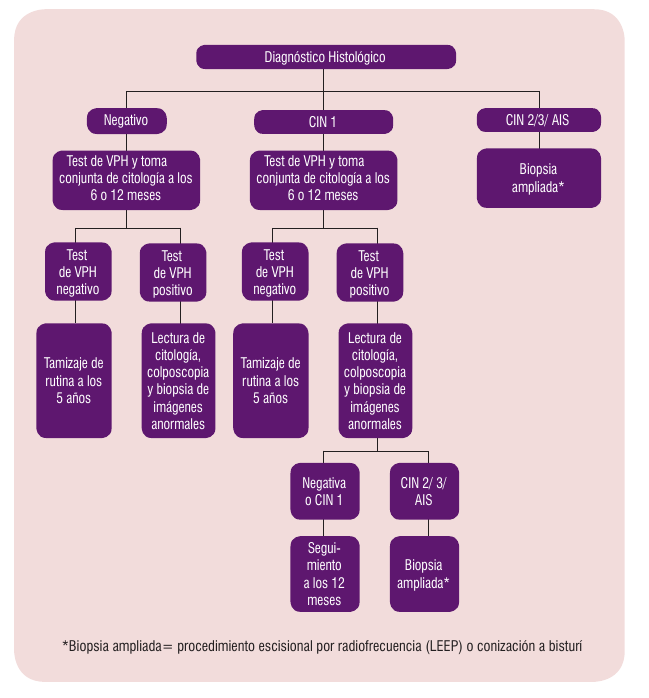 Diagnóstico Histológico
Negativo
CIN 1
CIN 2/3/ AIS
Test de VPH y toma
conjunta de citología a los
6 o 12 meses
Test de VPH y toma
conjunta de citología a los
6 o 12 meses
Biopsia
ampliada*
Test
de VPH
negativo
Test
de VPH
positivo
Test
de VPH
negativo
Test
de VPH
positivo
Tamizaje de
rutina a los
5 años
Lectura de
citología,
colposcopia
y biopsia de
imágenes
anormales
Tamizaje de
rutina a los
5 años
Lectura de
citología,
colposcopia
y biopsia de
imágenes
anormales
Negativa
o CIN 1
CIN 2/ 3/
AIS
Segui-
miento
a los 12
meses
Biopsia
ampliada*
*Biopsia ampliada= procedimiento escisional por radiofrecuencia (LEEP) o conización a bisturí